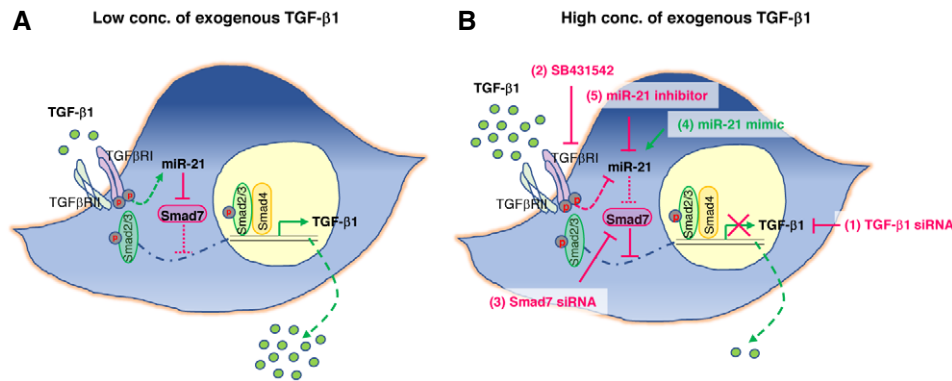 A
Low conc. of exogenous TGF-β1
TGF-β1
TGFβRI
TGFβRII
miR-21
Smad7
p
p
p
Smad2/3
p
Smad2/3
Smad4
TGF-β1
B
High conc. of exogenous TGF-β1
(2) SB431542
(5) miR-21 inhibitor
(4) miR-21 mimic
TGF-β1
TGFβRI
TGFβRII
miR-21
Smad7
p
p
p
Smad2/3
p
Smad2/3
Smad4
TGF-β1
(1) TGF-β1 siRNA
(3) Smad7 siRNA